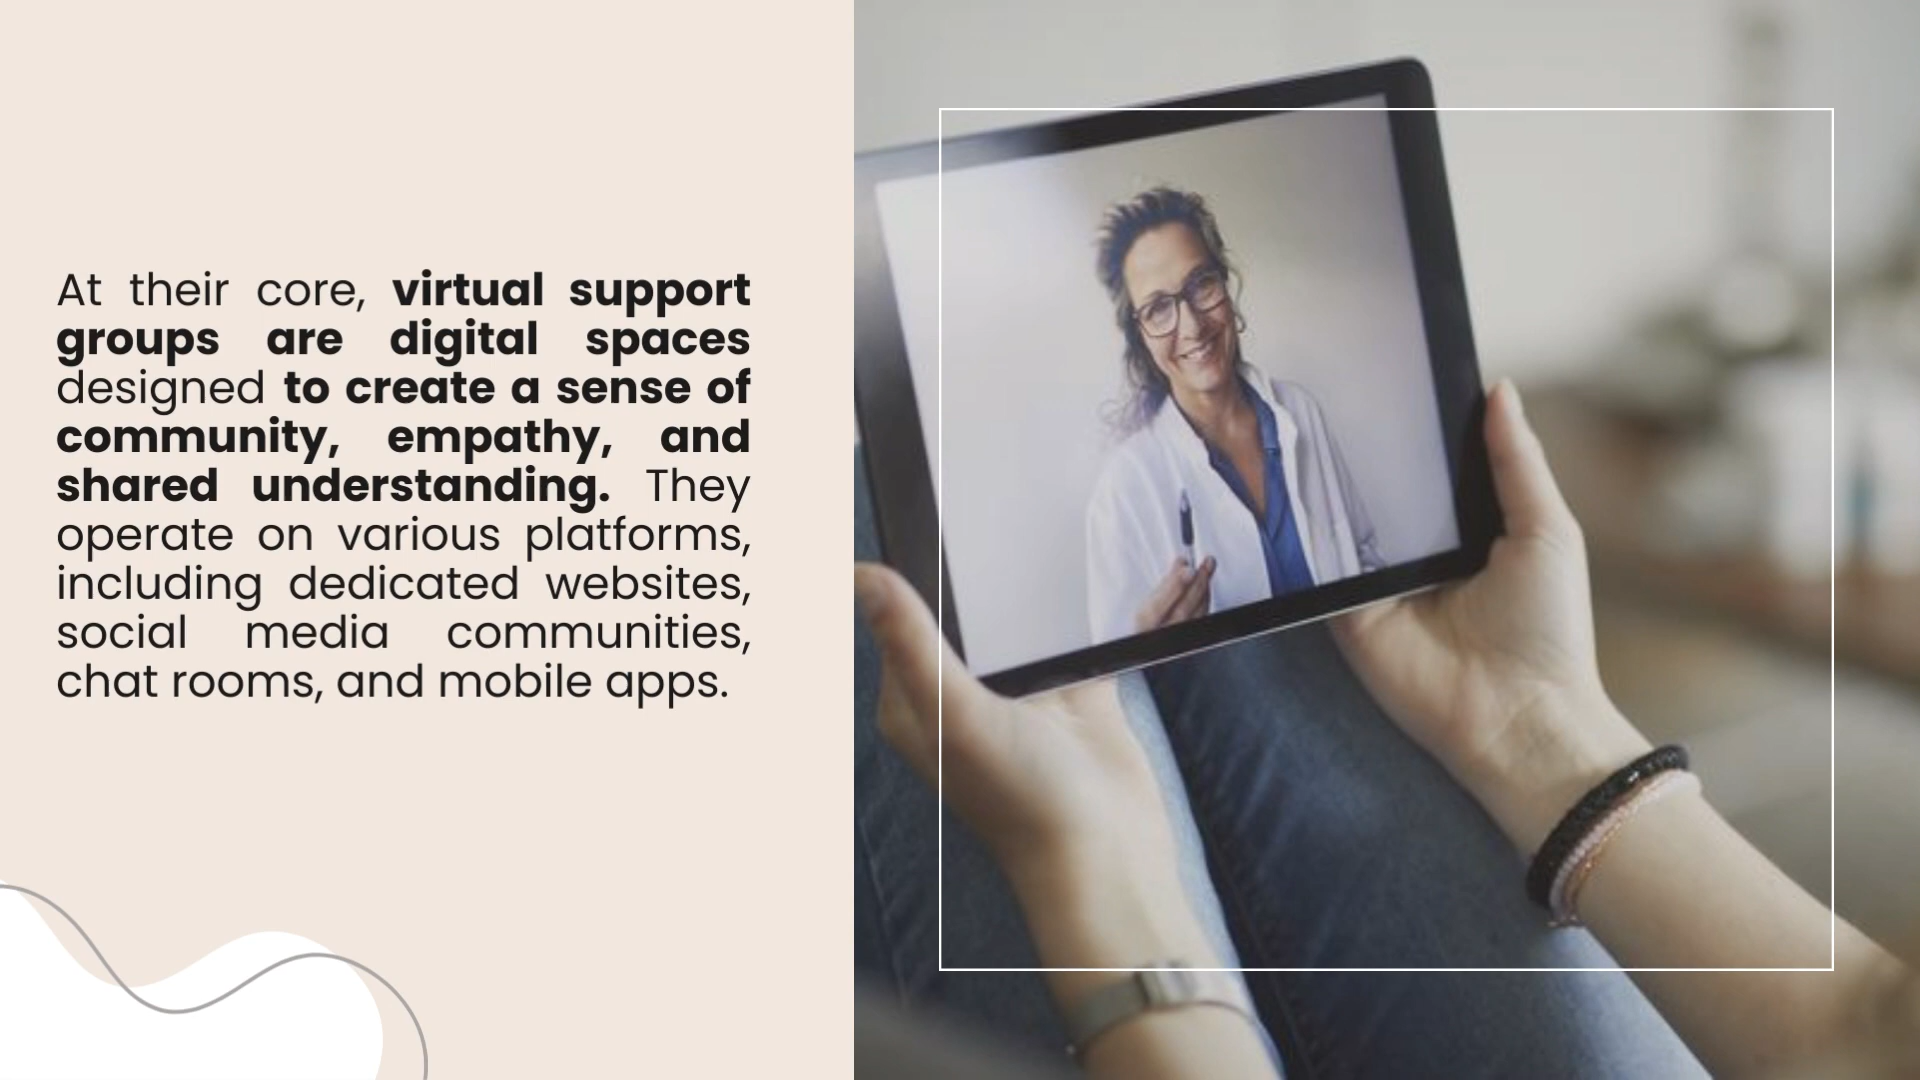 At their core, virtual support
groups are digital spaces
designed to create a sense of
community, empathy, and
shared understanding. They
operate on various platforms,
including dedicated websites,
social media communities,
chat rooms, and mobile apps.